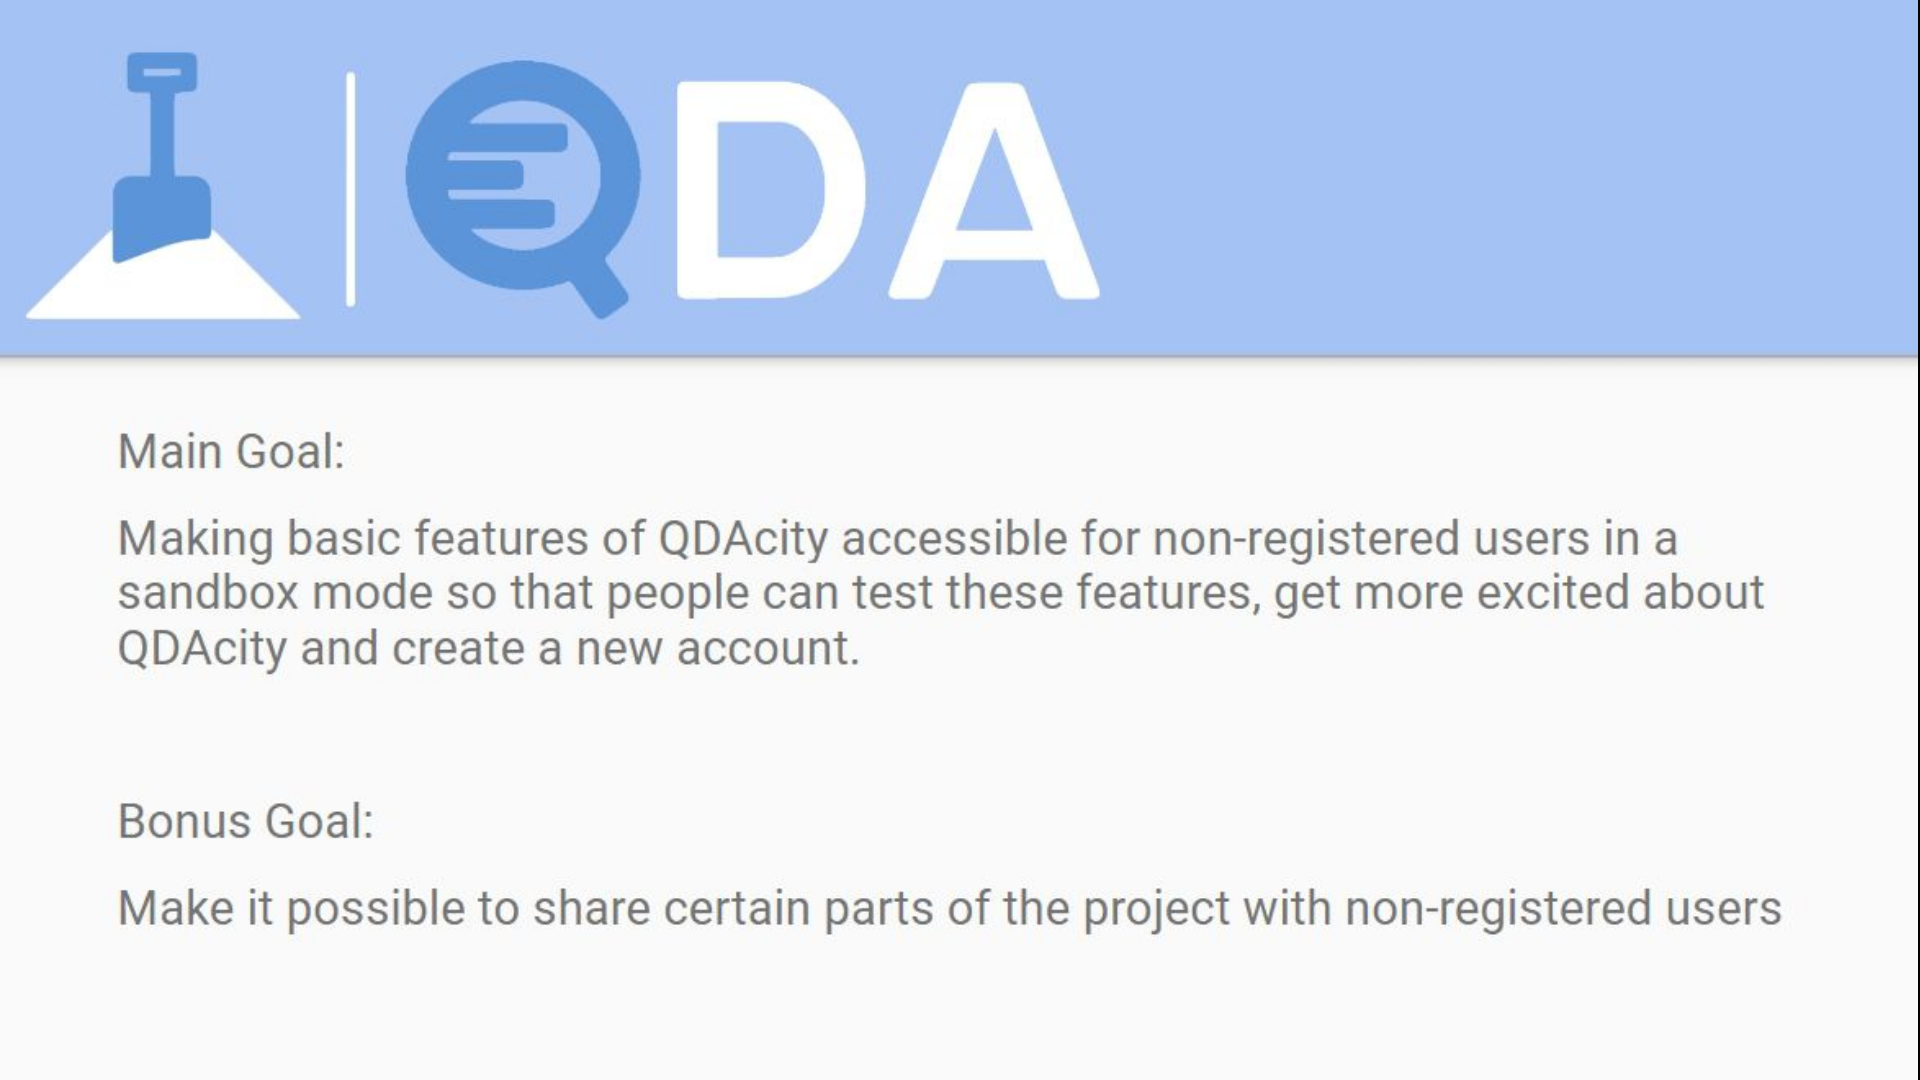 QDA
Main Goal:
Making basic features of QDAcity accessible for non-registered users in a
sandbox mode so that people can test these features, get more excited about
QDAcity and create a new account.
Bonus Goal:
Make it possible to share certain parts of the project with non-registered users